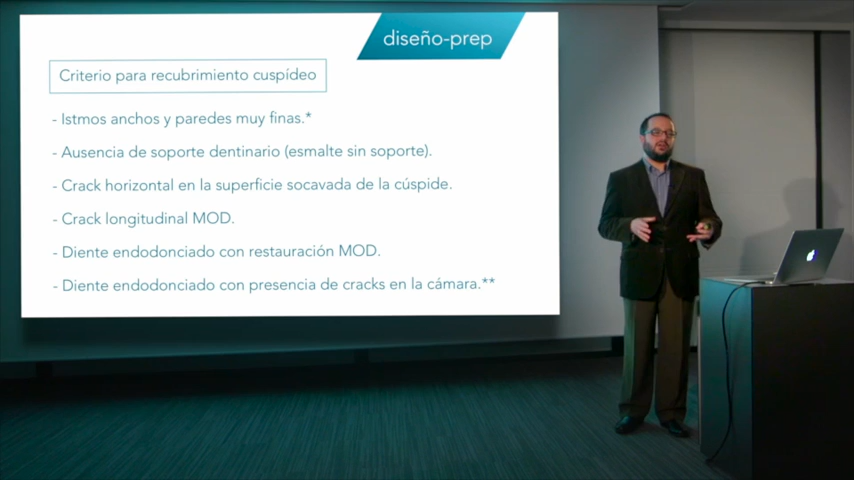 diseño-prep
Criterio para recubrimiento cuspídeo
- Istmos anchos y paredes muy finas.*
- Ausencia de soporte dentinario (esmalte sin soporte).
- Crack horizontal en la superficie socavada de la cúspide.
- Crack longitudinal MOD.
- Diente endodonciado con restauración MOD.
- Diente endodonciado con presencia de cracks en la cámara.**